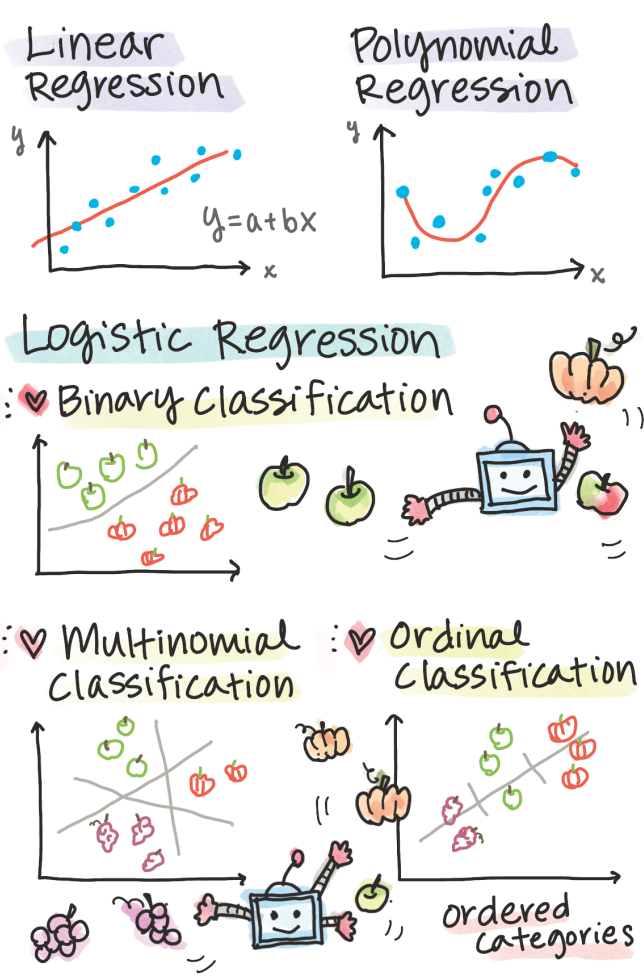 Linear
Regression
y
y=a+bx
x
Polynomial
Regression
y
x
Logistic Regression
Binary Classification
Multinomial
Classification
Ordinal
Classification
ordered
categories